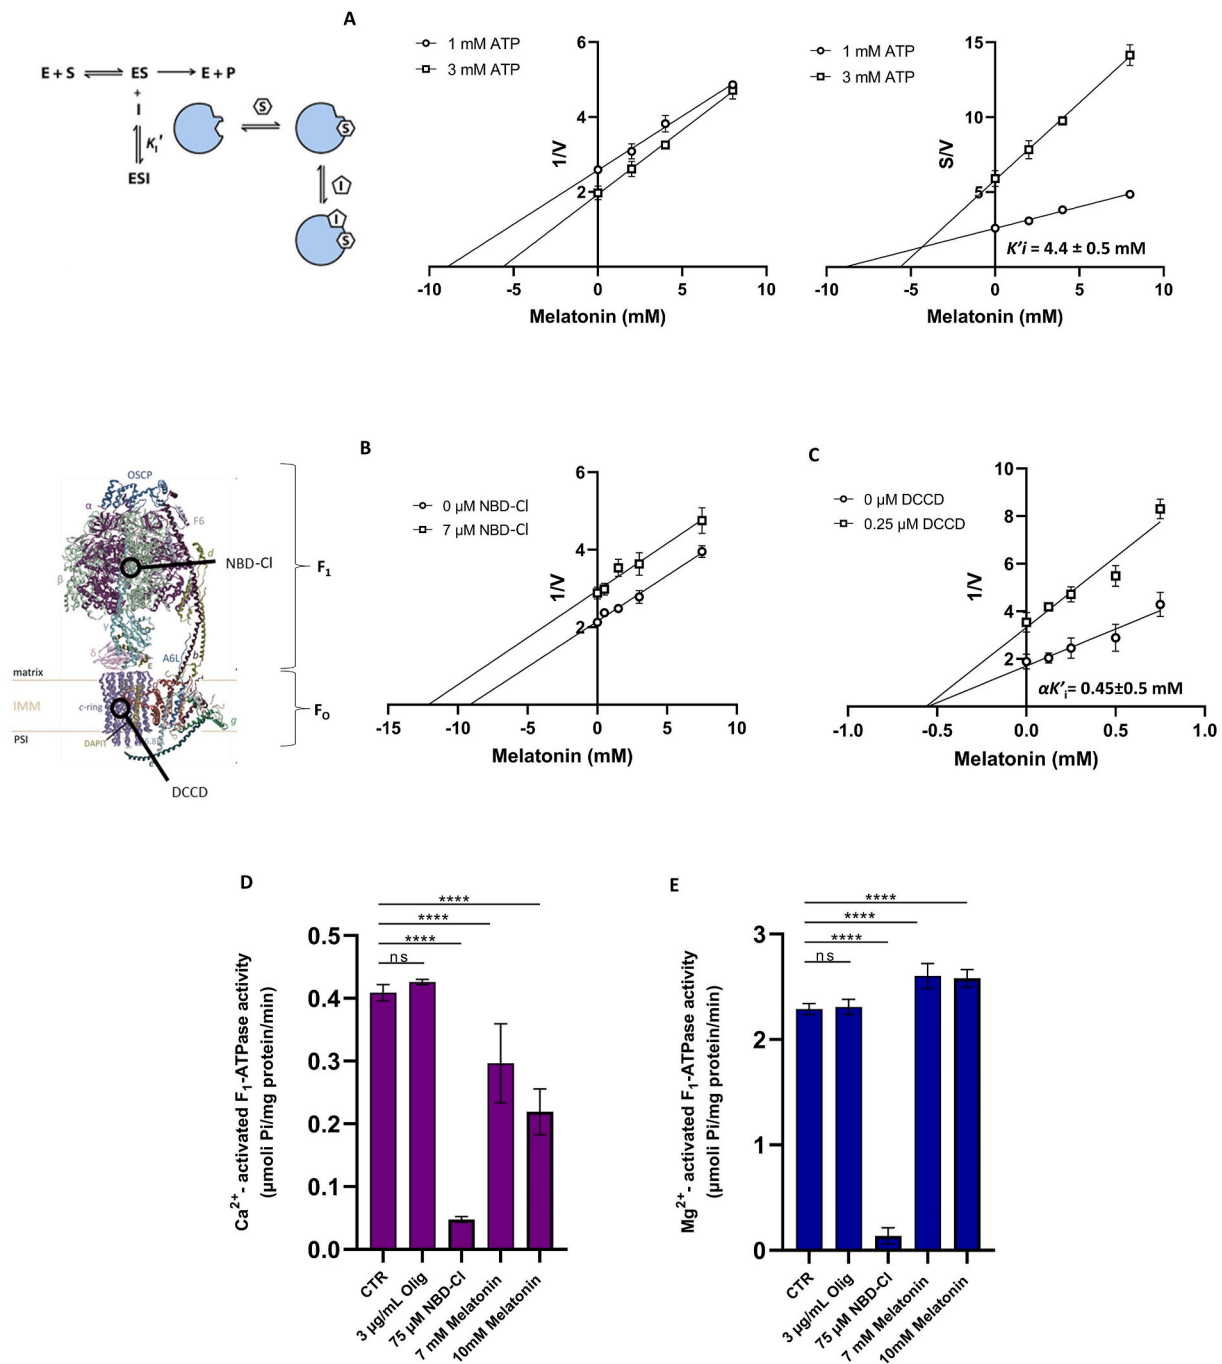 A
E + S ⇌ ES ⟶ E + P
+
I
K_I'
ESI
S
S
I
I
S
1 mM ATP
3 mM ATP
6
4
2
1/V
-10 -5 0 5 10
Melatonin (mM)
1 mM ATP
3 mM ATP
15
10
5
S/V
K'i = 4.4 ± 0.5 mM
-10 -5 0 5 10
Melatonin (mM)
OSCP
α
F6
d
NBD-Cl
β
γ
F1
δ
ε
A6L
b
matrix
IMM
c-ring
f
g
FO
PSI
DAPIT
e
DCCD
B
0 µM NBD-Cl
7 µM NBD-Cl
6
4
2
1/V
-15 -10 -5 0 5 10
Melatonin (mM)
C
0 µM DCCD
0.25 µM DCCD
10
8
6
4
2
1/V
αK'i= 0.45±0.5 mM
-1.0 -0.5 0.0 0.5 1.0
Melatonin (mM)
D
****
****
****
ns
0.5
0.4
0.3
0.2
0.1
0.0
Ca2+- activated F1-ATPase activity
(µmoli Pi/mg protein/min)
CTR
3 µg/mL Olig
75 µM NBD-Cl
7 mM Melatonin
10mM Melatonin
E
****
****
****
ns
3
2
1
0
Mg2+- activated F1-ATPase activity
(µmoli Pi/mg protein/min)
CTR
3 µg/mL Olig
75 µM NBD-Cl
7 mM Melatonin
10mM Melatonin